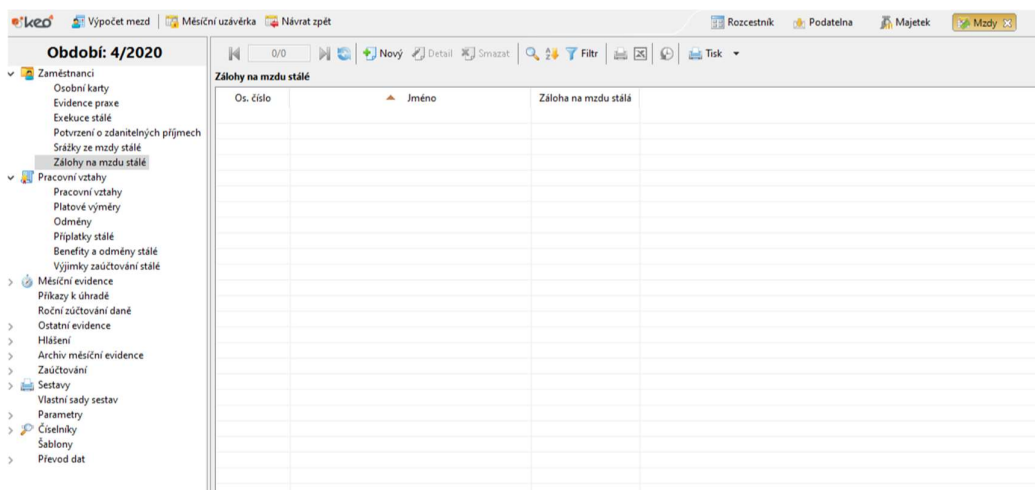 keo
Výpočet mezd
Měsíční uzávěrka
Návrat zpět
Rozcestník
Podatelna
Majetek
Mzdy
Období: 4/2020
Zaměstnanci
Osobní karty
Evidence praxe
Exekuce stálé
Potvrzení o zdanitelných příjmech
Srážky ze mzdy stálé
Zálohy na mzdu stálé
Pracovní vztahy
Pracovní vztahy
Platové výměry
Odměny
Příplatky stálé
Benefity a odměny stálé
Výjimky zaúčtování stálé
Měsíční evidence
Příkazy k úhradě
Roční zúčtování daně
Ostatní evidence
Hlášení
Archiv měsíční evidence
Zaúčtování
Sestavy
Vlastní sady sestav
Parametry
Číselníky
Šablony
Převod dat
0/0
Nový
Detail
Smazat
Filtr
Tisk
Zálohy na mzdu stálé
Os. číslo
Jméno
Záloha na mzdu stálá